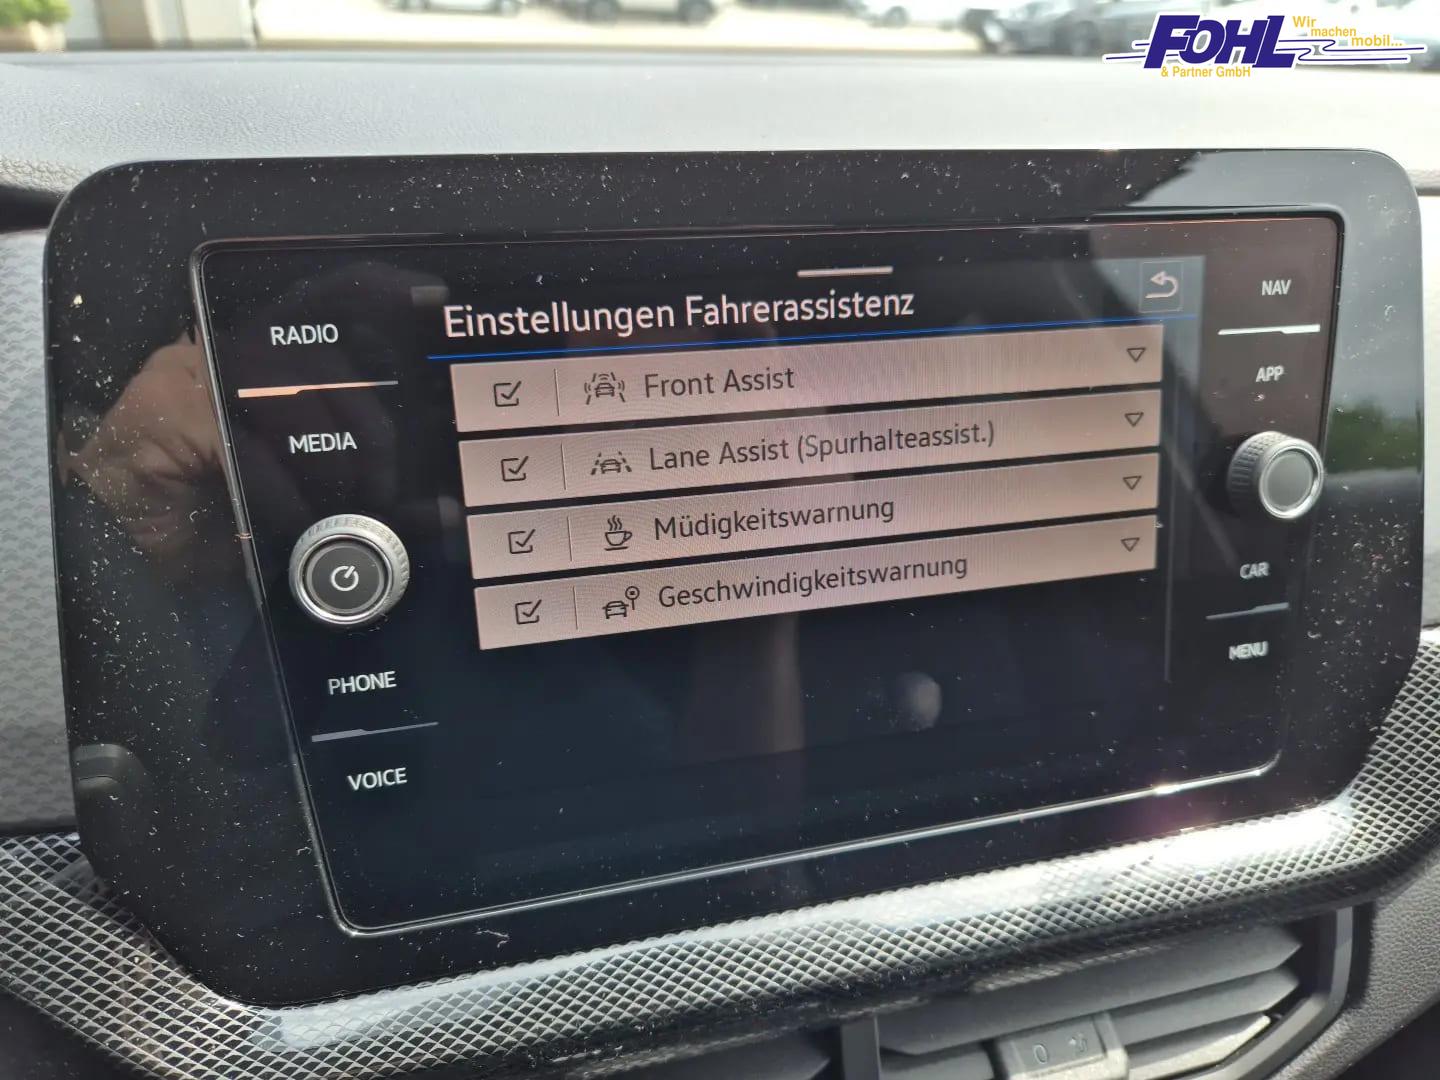 FOHL
Wir
machen
mobil...
& Partner GmbH
RADIO
MEDIA
PHONE
VOICE
Einstellungen Fahrerassistenz
Front Assist
Lane Assist (Spurhalteassist.)
Müdigkeitswarnung
Geschwindigkeitswarnung
NAV
APP
CAR
MENU
0